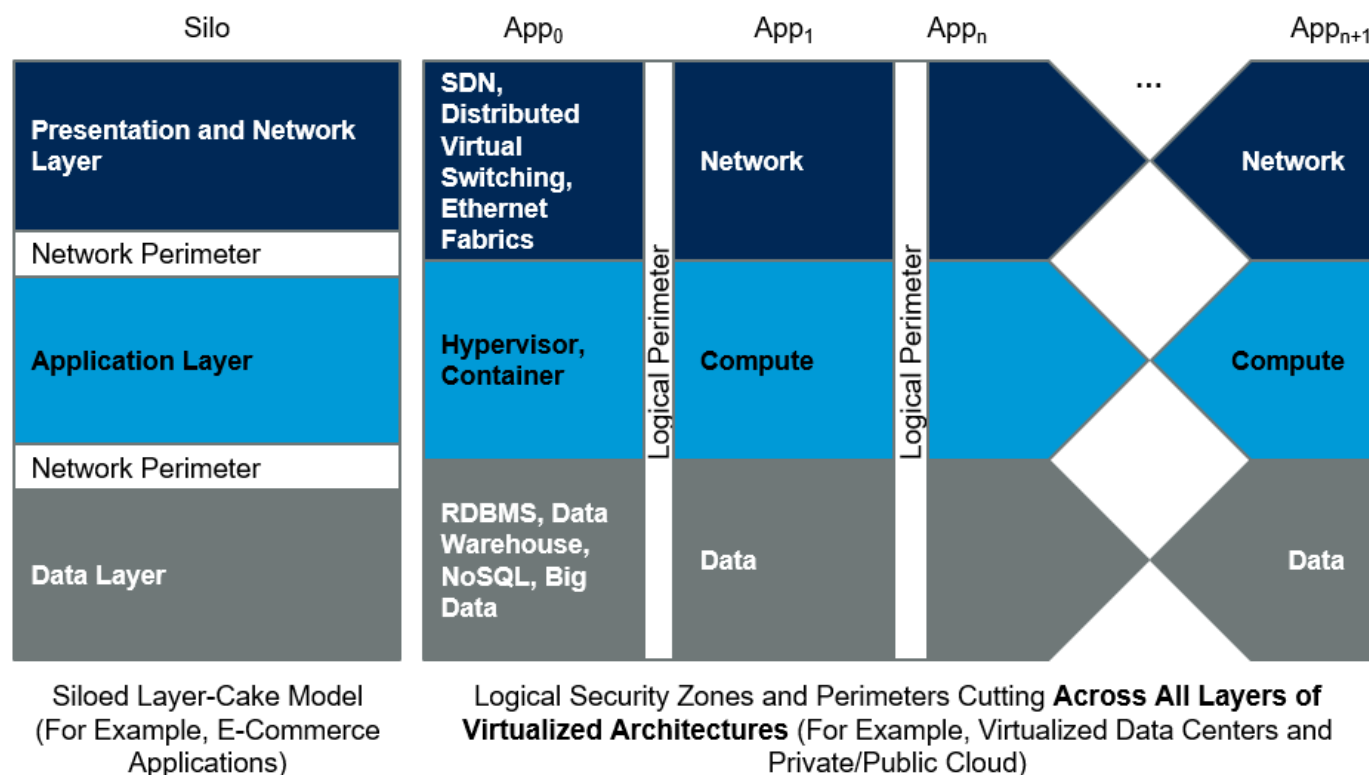 Silo
App0
App1
Appn
Appn+1
Presentation and Network
Layer
Network Perimeter
Application Layer
Network Perimeter
Data Layer
SDN,
Distributed
Virtual
Switching,
Ethernet
Fabrics
Hypervisor,
Container
RDBMS, Data
Warehouse,
NoSQL, Big
Data
Logical Perimeter
Network
Compute
Data
Logical Perimeter
...
Network
Compute
Data
Siloed Layer-Cake Model
(For Example, E-Commerce
Applications)
Logical Security Zones and Perimeters Cutting Across All Layers of
Virtualized Architectures (For Example, Virtualized Data Centers and
Private/Public Cloud)